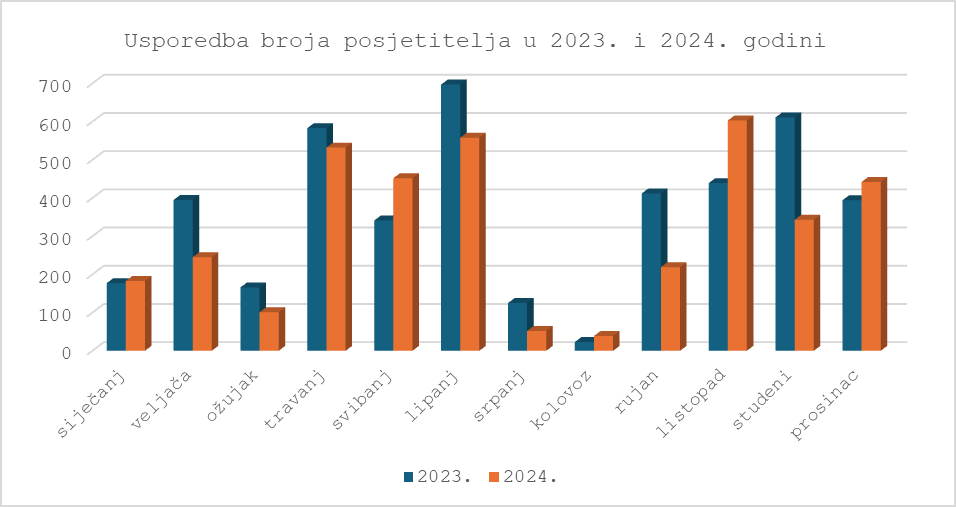 Usporedba broja posjetitelja u 2023. i 2024. godini
700
600
500
400
300
200
100
0
siječanj
veljača
ožujak
travanj
svibanj
lipanj
srpanj
kolovoz
rujan
listopad
studeni
prosinac
2023. 2024.